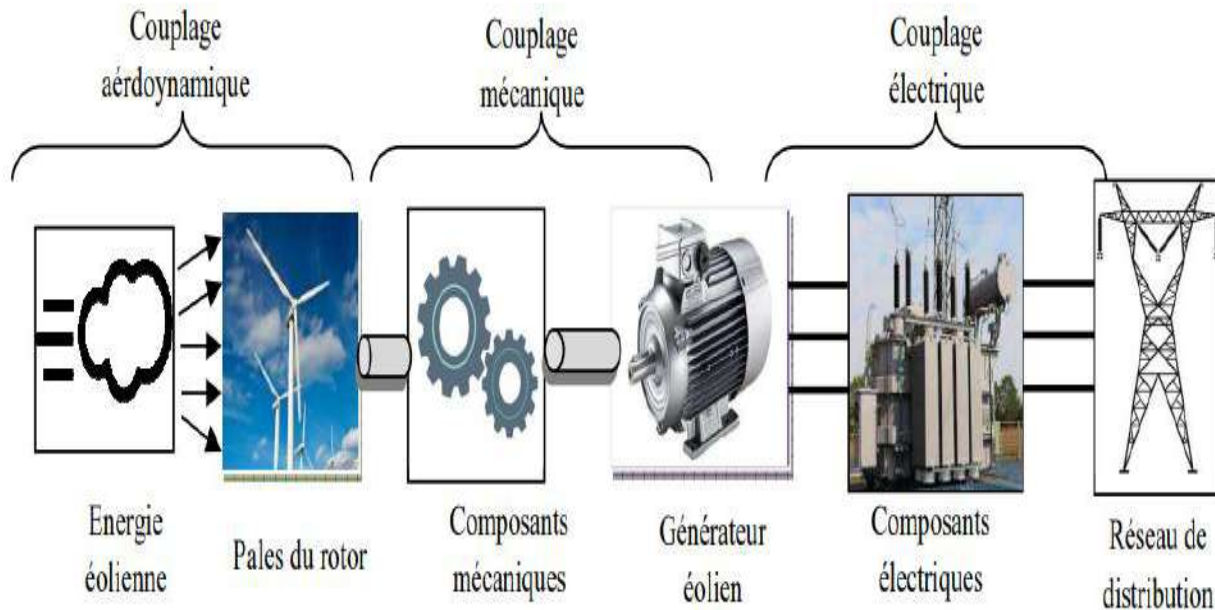 Couplage
aérdoynamique
Couplage
mécanique
Couplage
électrique
Energie
éolienne
Pales du rotor
Composants
mécaniques
Générateur
éolien
Composants
électriques
Réseau de
distribution